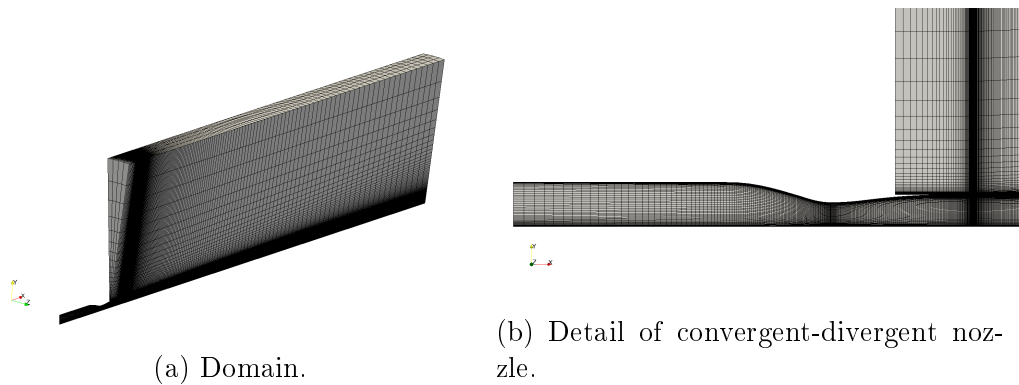 (a) Domain.
(b) Detail of convergent-divergent noz-
zle.